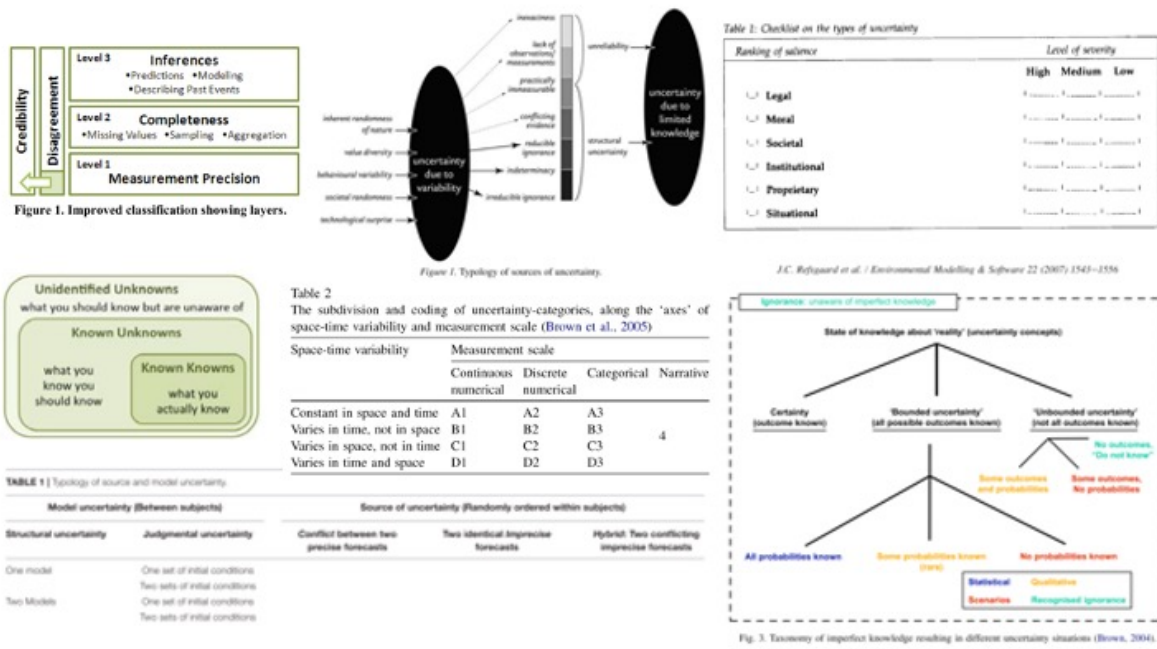 Credibility
Disagreement
Level 3
Inferences
•Predictions •Modeling
•Describing Past Events
Level 2
Completeness
•Missing Values •Sampling •Aggregation
Level 1
Measurement Precision
Figure 1. Improved classification showing layers.
inherent randomness
of nature
value diversity
behavioural variability
societal randomness
technological surprise
uncertainty
due to
variability
inexactness
lack of
observations/
measurements
practically
immeasurable
conflicting
evidence
reducible
ignorance
indeterminacy
irreducible ignorance
unreliability
structural
uncertainty
uncertainty
due to
limited
knowledge
Figure 1. Typology of sources of uncertainty.
Table 1: Checklist on the types of uncertainty
Ranking of salience Level of severity
High Medium Low
Legal
Moral
Societal
Institutional
Proprietary
Situational
Unidentified Unknowns
what you should know but are unaware of
Known Unknowns
what you
know you
should know
Known Knowns
what you
actually know
Table 2
The subdivision and coding of uncertainty-categories, along the ‘axes’ of
space-time variability and measurement scale (Brown et al., 2005)
Space-time variability Measurement scale
Continuous numerical Discrete numerical Categorical Narrative
Constant in space and time A1 A2 A3
Varies in time, not in space B1 B2 B3
4
Varies in space, not in time C1 C2 C3
Varies in time and space D1 D2 D3
J.C. Refsgaard et al. / Environmental Modelling & Software 22 (2007) 1543–1556
Ignorance: unaware of imperfect knowledge
State of knowledge about 'reality' (uncertainty concepts)
Certainty
(outcome known)
'Bounded uncertainty'
(all possible outcomes known)
'Unbounded uncertainty'
(not all outcomes known)
No outcomes,
"Do not know"
Some outcomes
and probabilities
Some outcomes,
No probabilities
All probabilities known
Some probabilities known
(rare)
No probabilities known
Statistical Qualitative
Scenarios Recognised ignorance
Fig. 3. Taxonomy of imperfect knowledge resulting in different uncertainty situations (Brown, 2004).
TABLE 1 | Typology of source and model uncertainty.
Model uncertainty (Between subjects) Source of uncertainty (Randomly ordered within subjects)
Structural uncertainty Judgmental uncertainty Conflict between two precise forecasts Two identical Imprecise forecasts Hybrid: Two conflicting imprecise forecasts
One model One set of initial conditions
Two sets of initial conditions
Two Models One set of initial conditions
Two sets of initial conditions